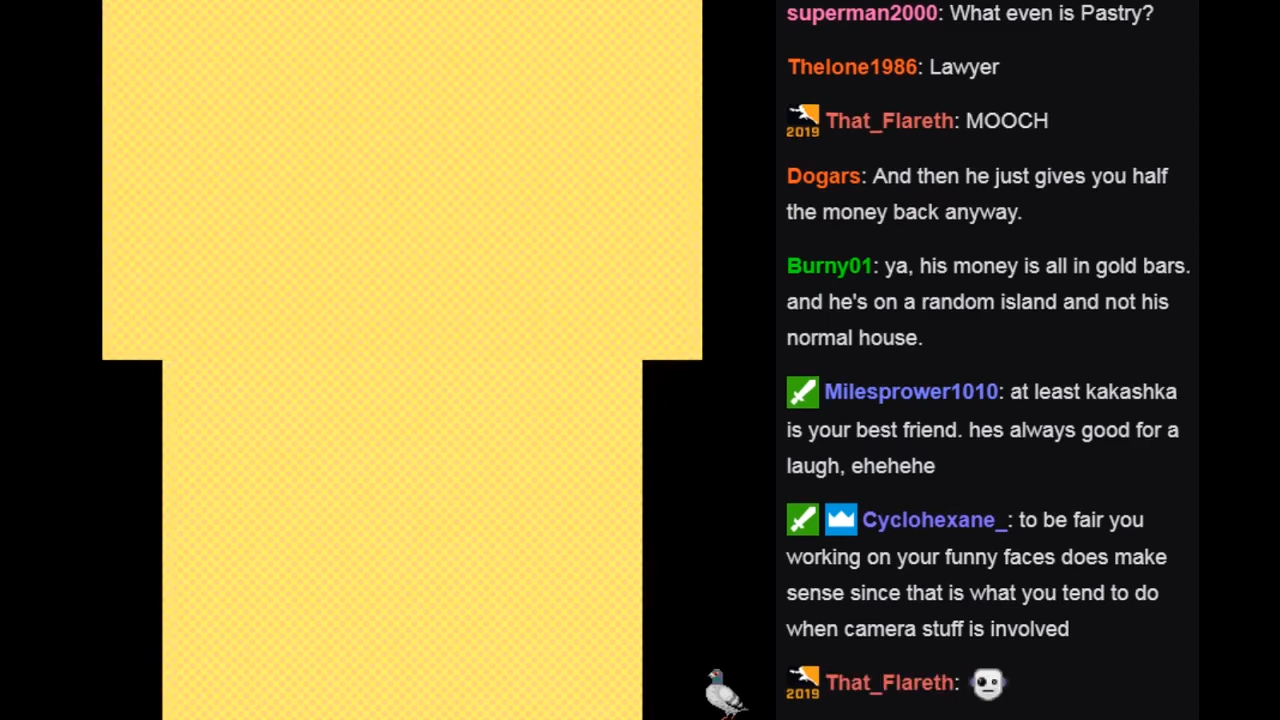 superman2000: What even is Pastry?
Thelone1986: Lawyer
2019 That_Flareth: MOOCH
Dogars: And then he just gives you half
the money back anyway.
Burny01: ya, his money is all in gold bars.
and he's on a random island and not his
normal house.
Milesprower1010: at least kakashka
is your best friend. hes always good for a
laugh, ehehehe
Cyclohexane_: to be fair you
working on your funny faces does make
sense since that is what you tend to do
when camera stuff is involved
2019 That_Flareth: